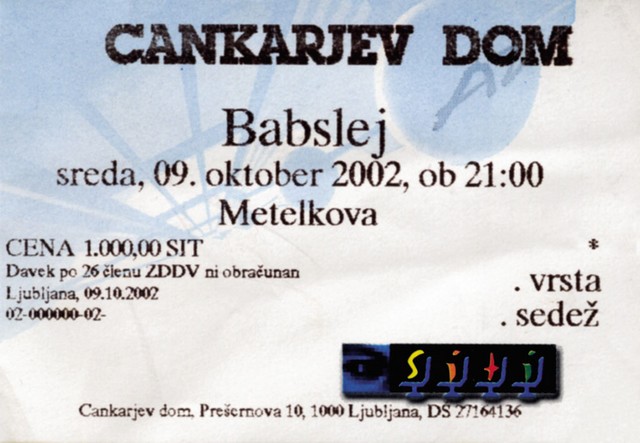 CANKARJEV DOM
Babslej
sreda, 09. oktober 2002, ob 21:00
Metelkova
CENA 1.000,00 SIT
*
Davek po 26 členu ZDDV ni obračunan
. vrsta
Ljubljana, 09.10.2002
. sedež
02-000000-02-
Siti
Cankarjev dom, Prešernova 10, 1000 Ljubljana, DS 27164136